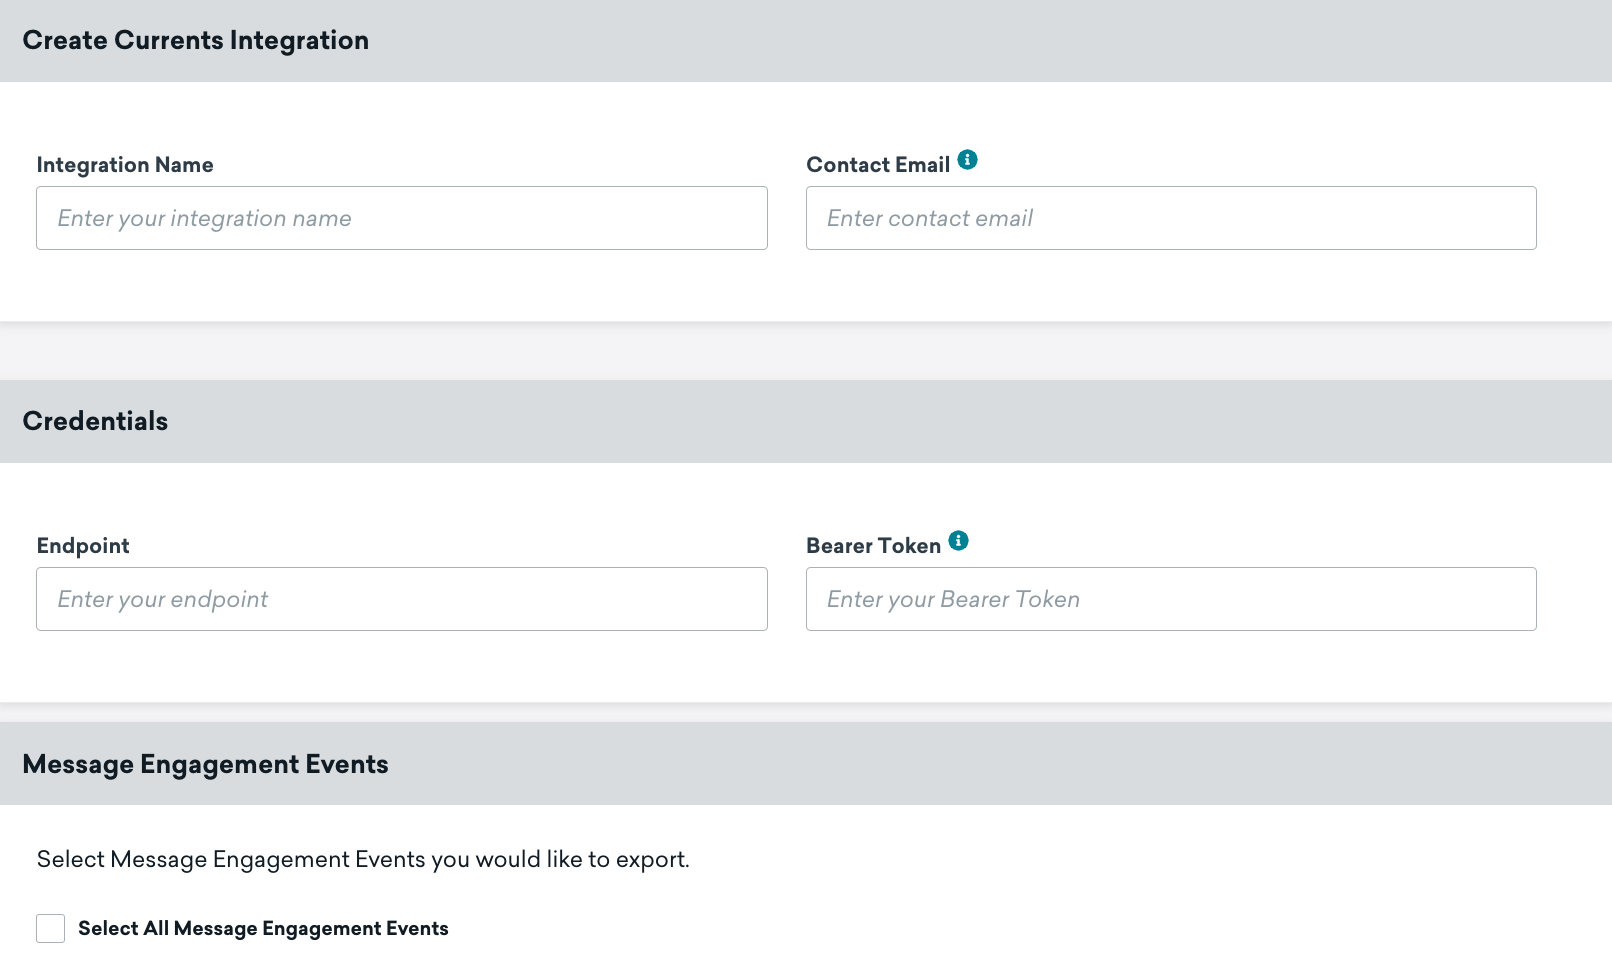 Create Currents Integration
Integration Name
Contact Email
Enter your integration name
Enter contact email
Credentials
Endpoint
Bearer Token
Enter your endpoint
Enter your Bearer Token
Message Engagement Events
Select Message Engagement Events you would like to export.
Select All Message Engagement Events